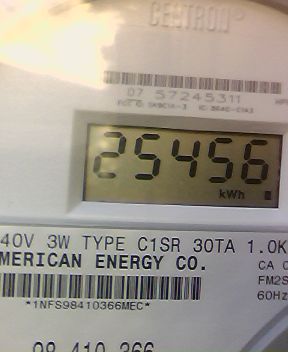 CENTRON
07 57245311
25456
kWh
40V 3W TYPE C1SR 30TA 1.0K
MERICAN ENERGY CO.
CA 0
FM2S
60Hz
*1NFS98410366MEC*
98 410 366